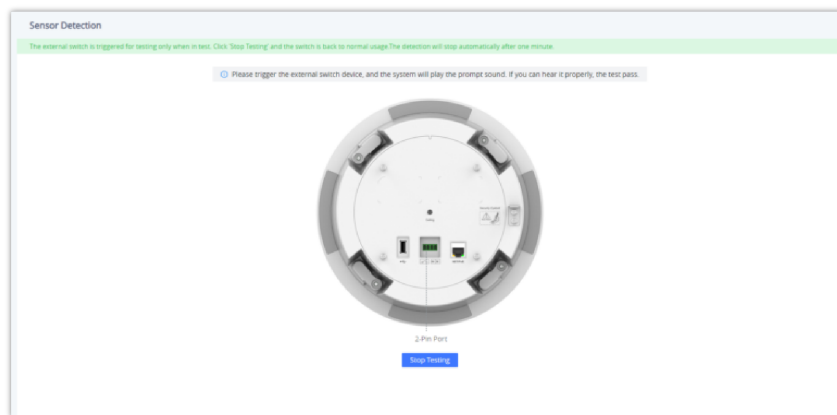 Sensor Detection
The external switch is triggered for testing only when in test. Click 'Stop Testing' and the switch is back to normal usage.The detection will stop automatically after one minute.
Please trigger the external switch device, and the system will play the prompt sound. If you can hear it properly, the test pass.
2-Pin Port
Stop Testing